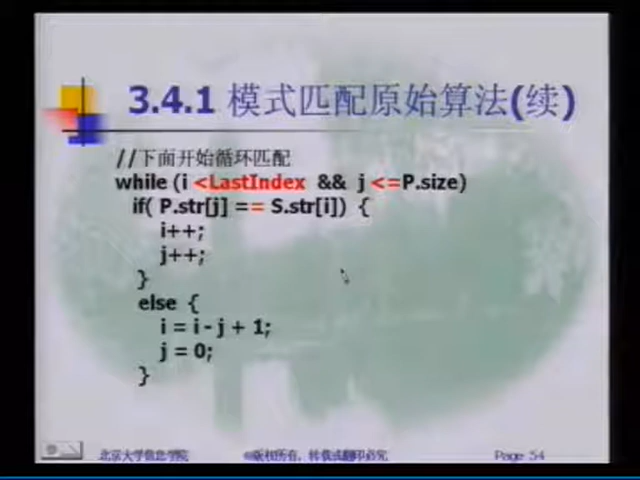 3.4.1 模式匹配原始算法(续)
//下面开始循环匹配
while (i <LastIndex && j <=P.size)
if( P.str[j] == S.str[i]) {
i++;
j++;
}
else {
i = i - j + 1;
j = 0;
}
北京大学信息学院 ©版权所有，转载或翻印必究 Page 54